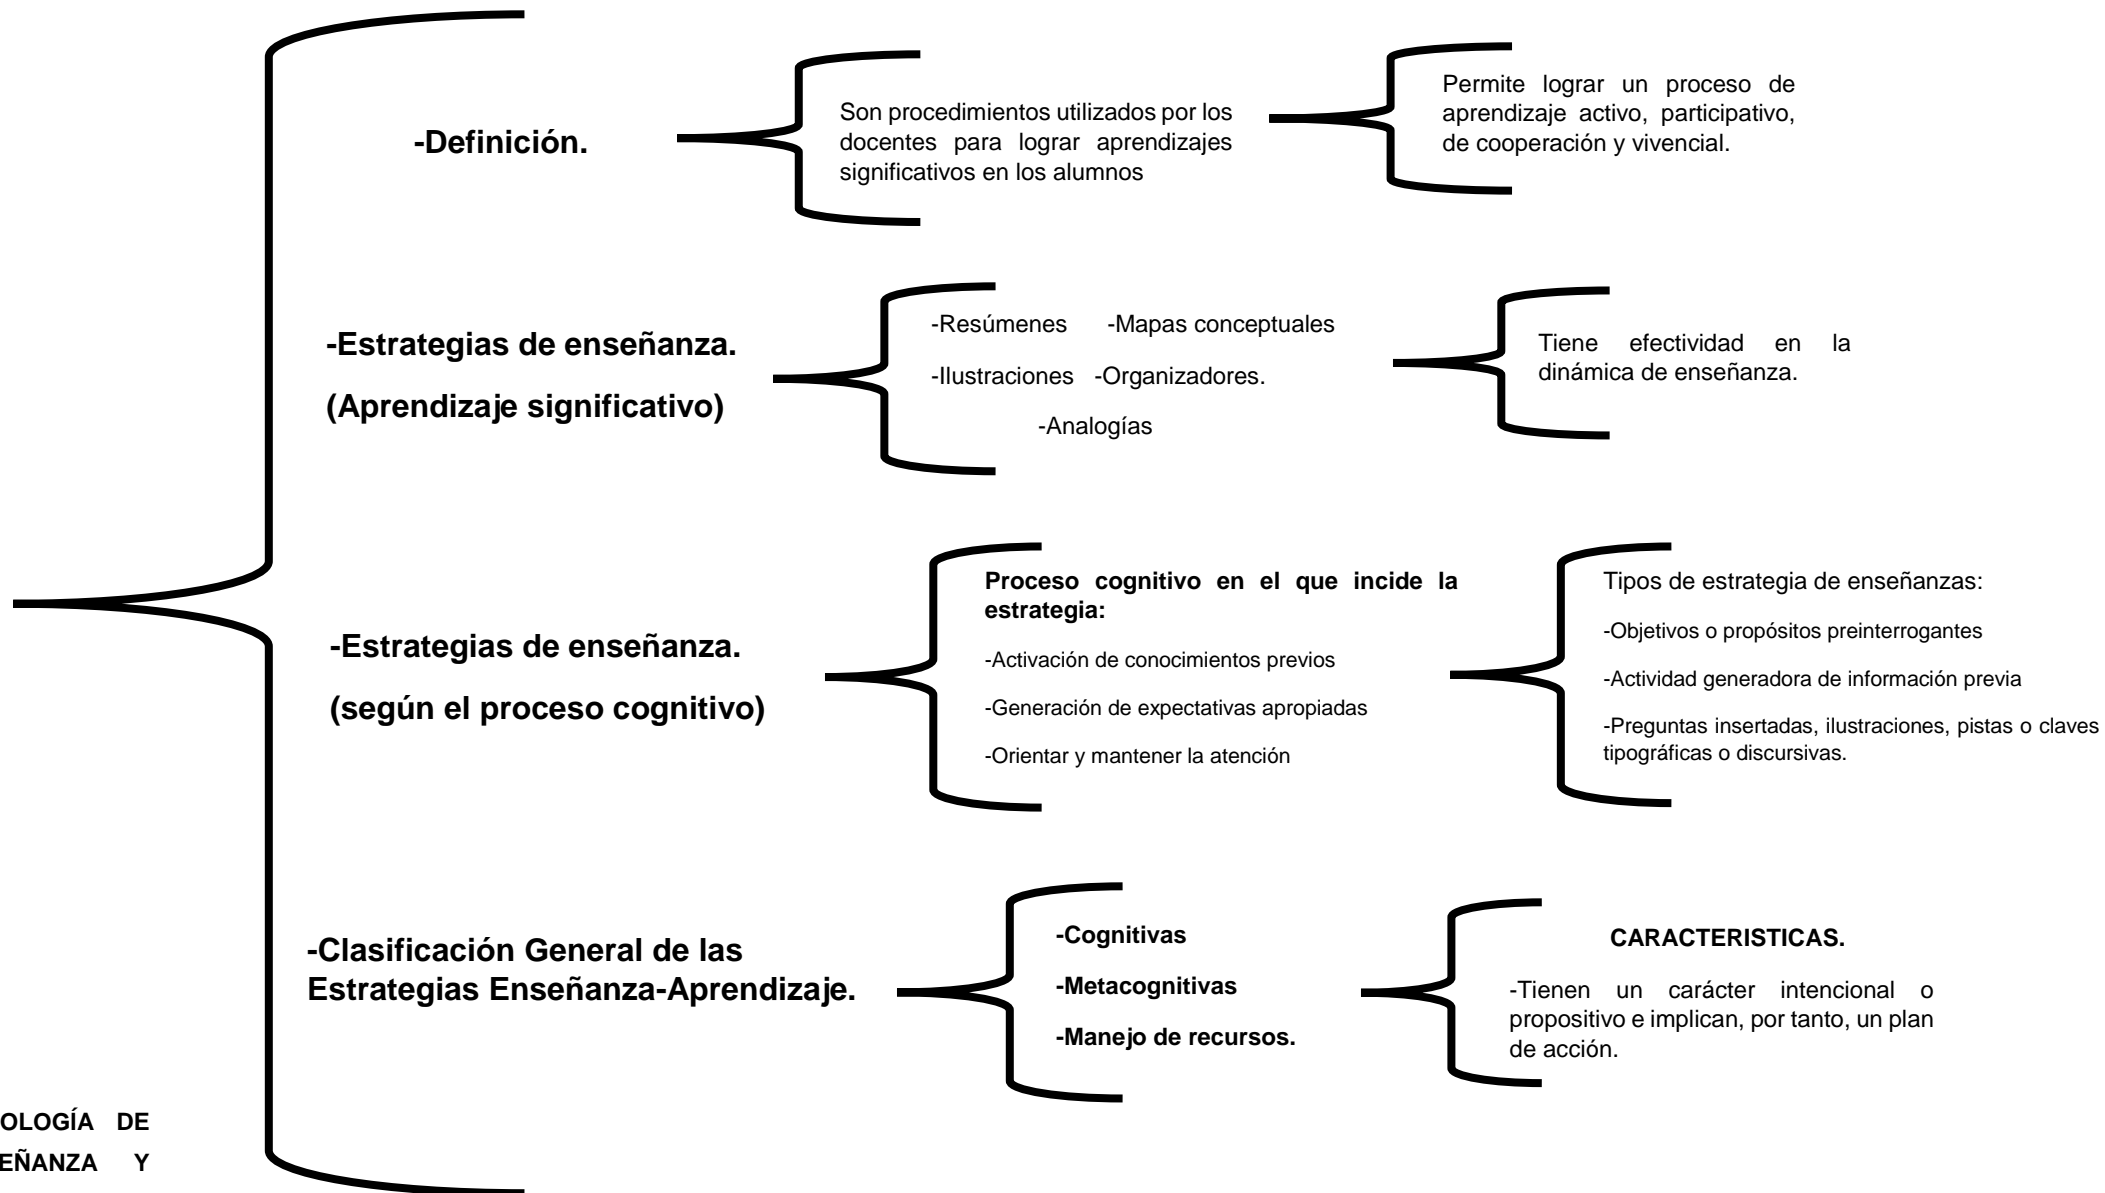 -Definición.
Son procedimientos utilizados por los
docentes para lograr aprendizajes
significativos en los alumnos
Permite lograr un proceso de
aprendizaje activo, participativo,
de cooperación y vivencial.
-Estrategias de enseñanza.
(Aprendizaje significativo)
-Resúmenes -Mapas conceptuales
-Ilustraciones -Organizadores.
-Analogías
Tiene efectividad en la
dinámica de enseñanza.
-Estrategias de enseñanza.
(según el proceso cognitivo)
Proceso cognitivo en el que incide la
estrategia:
-Activación de conocimientos previos
-Generación de expectativas apropiadas
-Orientar y mantener la atención
Tipos de estrategia de enseñanzas:
-Objetivos o propósitos preinterrogantes
-Actividad generadora de información previa
-Preguntas insertadas, ilustraciones, pistas o claves
tipográficas o discursivas.
-Clasificación General de las
Estrategias Enseñanza-Aprendizaje.
-Cognitivas
-Metacognitivas
-Manejo de recursos.
CARACTERISTICAS.
-Tienen un carácter intencional o
propositivo e implican, por tanto, un plan
de acción.
OLOGÍA DE
EÑANZA Y